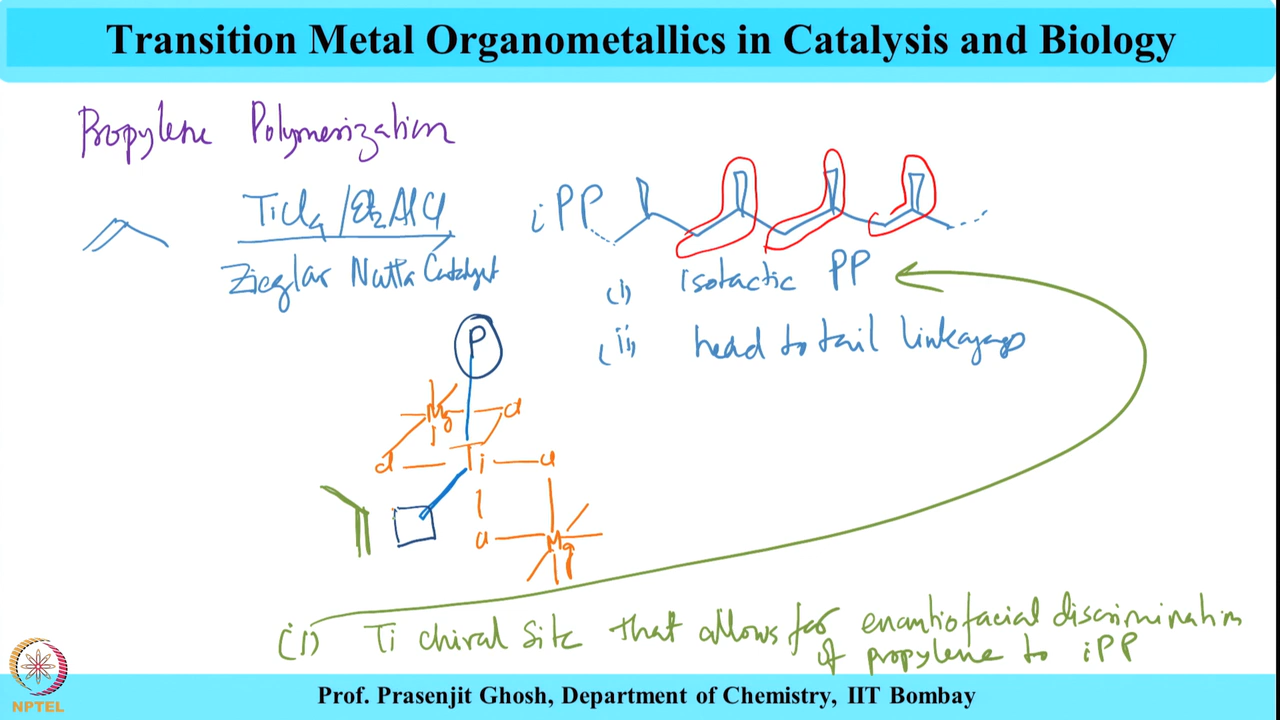 Transition Metal Organometallics in Catalysis and Biology
Propylene Polymerization
TiCl4 /Et2AlCl
Zieglar Natta Catalyst
iPP
(i) Isotactic PP
(ii) head to tail linkages
P
Mg Cl
Cl Ti Cl
Cl Mg
(i) Ti chiral site that allows for enantiofacial discrimination
of propylene to iPP
NPTEL
Prof. Prasenjit Ghosh, Department of Chemistry, IIT Bombay